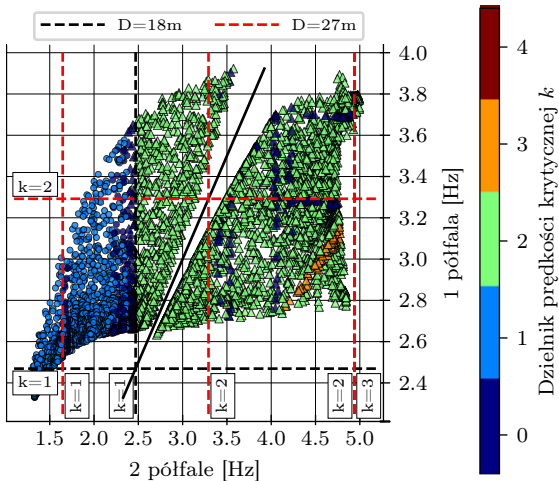 D=18m D=27m
4.0
3.8
3.6
3.4
3.2
3.0
2.8
2.6
2.4
1 półfala [Hz]
k=2
k=1
k=1
k=1
k=2
k=2
k=3
1.5 2.0 2.5 3.0 3.5 4.0 4.5 5.0
2 półfale [Hz]
4
3
2
1
0
Dzielnik prędkości krytycznej k